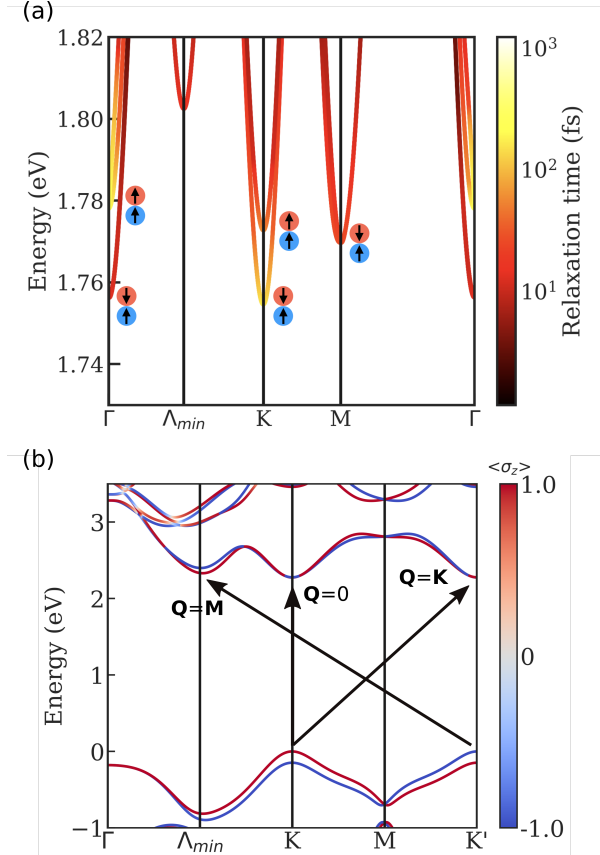 (a)
1.82
1.80
1.78
1.76
1.74
Energy (eV)
Γ
Λmin
K
M
Γ
10³
10²
10¹
Relaxation time (fs)
(b)
<σz>
3
2
1
0
−1
Energy (eV)
Q=M
Q=0
Q=K
Γ
Λmin
K
M
K'
1.0
0
-1.0